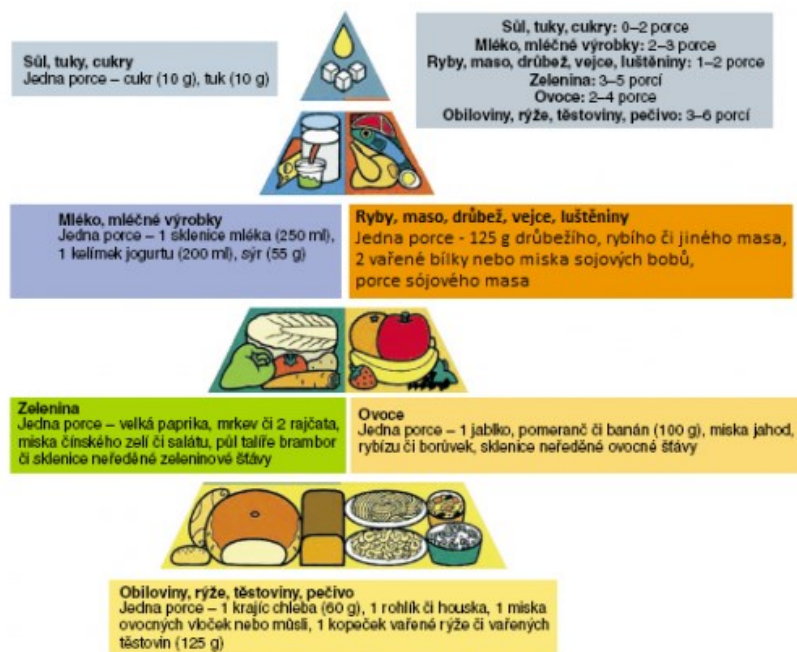 Sůl, tuky, cukry
Jedna porce – cukr (10 g), tuk (10 g)
Sůl, tuky, cukry: 0–2 porce
Mléko, mléčné výrobky: 2–3 porce
Ryby, maso, drůbež, vejce, luštěniny: 1–2 porce
Zelenina: 3–5 porcí
Ovoce: 2–4 porce
Obiloviny, rýže, těstoviny, pečivo: 3–6 porcí
Mléko, mléčné výrobky
Jedna porce – 1 sklenice mléka (250 ml),
1 kelímek jogurtu (200 ml), sýr (55 g)
Ryby, maso, drůbež, vejce, luštěniny
Jedna porce - 125 g drůbežího, rybího či jiného masa,
2 vařené bílky nebo miska sojových bobů,
porce sójového masa
Zelenina
Jedna porce – velká paprika, mrkev či 2 rajčata,
miska čínského zelí či salátu, půl talíře brambor
či sklenice neředěné zeleninové šťávy
Ovoce
Jedna porce – 1 jablko, pomeranč či banán (100 g), miska jahod,
rybízu či borůvek, sklenice neředěné ovocné šťávy
Obiloviny, rýže, těstoviny, pečivo
Jedna porce – 1 krajíc chleba (60 g), 1 rohlík či houska, 1 miska
ovocných vloček nebo műsli, 1 kopeček vařené rýže či vařených
těstovin (125 g)